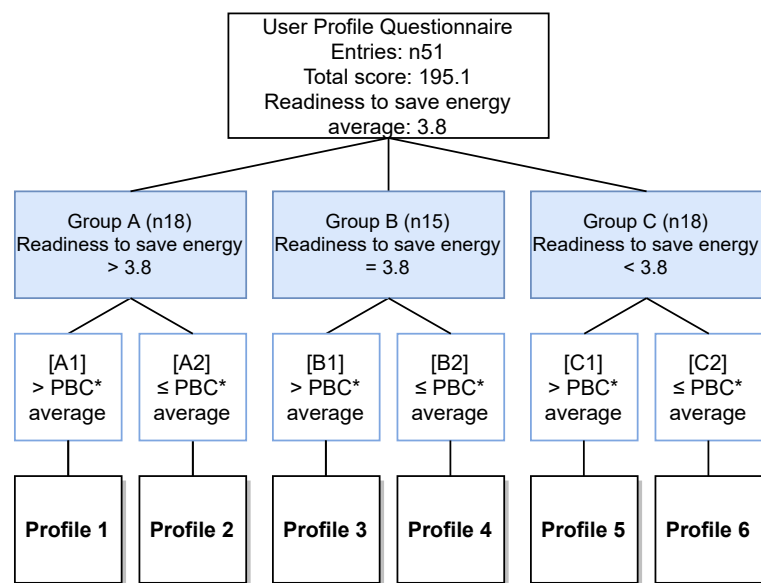 User Profile Questionnaire
Entries: n51
Total score: 195.1
Readiness to save energy
average: 3.8
Group A (n18)
Readiness to save energy
> 3.8
Group B (n15)
Readiness to save energy
= 3.8
Group C (n18)
Readiness to save energy
< 3.8
[A1]
> PBC*
average
[A2]
≤ PBC*
average
[B1]
> PBC*
average
[B2]
≤ PBC*
average
[C1]
> PBC*
average
[C2]
≤ PBC*
average
Profile 1
Profile 2
Profile 3
Profile 4
Profile 5
Profile 6